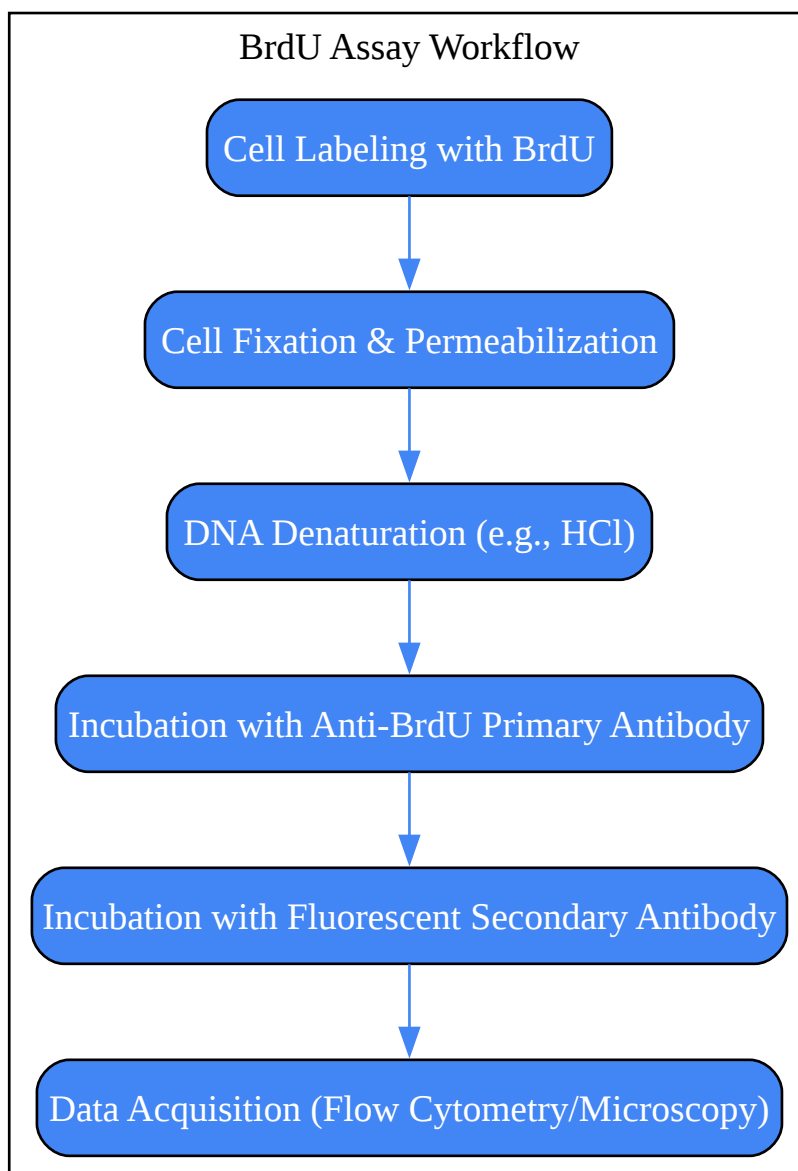 BrdU Assay Workflow
Cell Labeling with BrdU
Cell Fixation & Permeabilization
DNA Denaturation (e.g., HCl)
Incubation with Anti-BrdU Primary Antibody
Incubation with Fluorescent Secondary Antibody
Data Acquisition (Flow Cytometry/Microscopy)